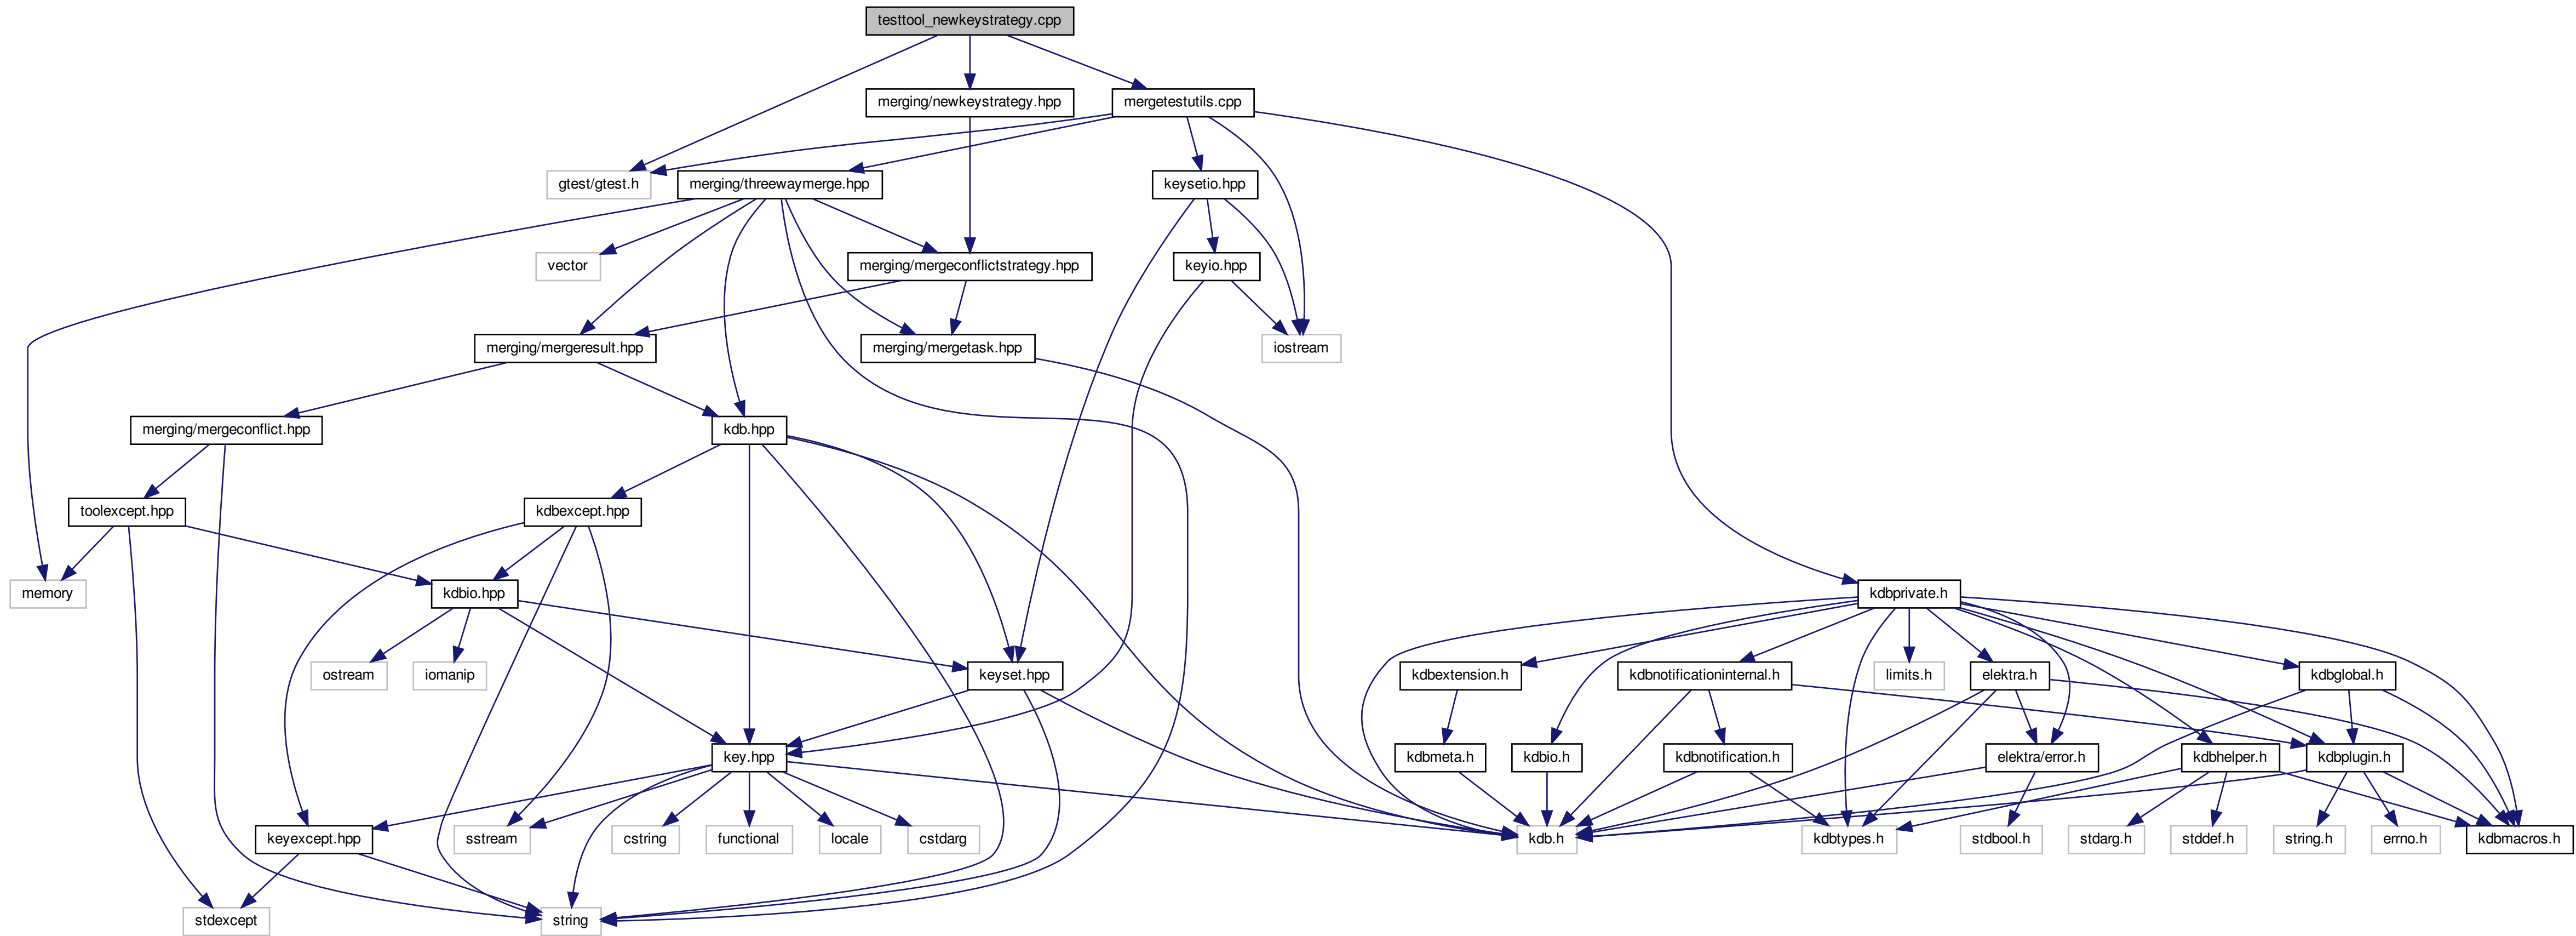 testtool_newkeystrategy.cpp
merging/newkeystrategy.hpp
mergetestutils.cpp
gtest/gtest.h
merging/threewaymerge.hpp
keysetio.hpp
vector
merging/mergeconflictstrategy.hpp
keyio.hpp
merging/mergeresult.hpp
merging/mergetask.hpp
iostream
merging/mergeconflict.hpp
kdb.hpp
toolexcept.hpp
kdbexcept.hpp
memory
kdbio.hpp
kdbprivate.h
ostream
iomanip
keyset.hpp
kdbextension.h
kdbnotificationinternal.h
limits.h
elektra.h
kdbglobal.h
key.hpp
kdbmeta.h
kdbio.h
kdbnotification.h
elektra/error.h
kdbhelper.h
kdbplugin.h
keyexcept.hpp
sstream
cstring
functional
locale
cstdarg
kdb.h
kdbtypes.h
stdbool.h
stdarg.h
stddef.h
string.h
errno.h
kdbmacros.h
stdexcept
string